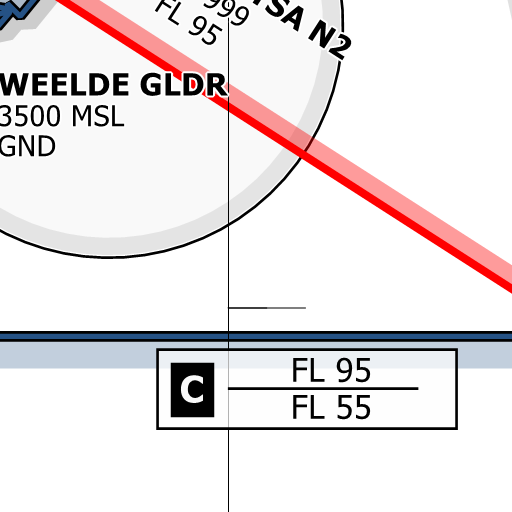 999
FL 95
TSA N2
WEELDE GLDR
3500 MSL
GND
C
FL 95
FL 55